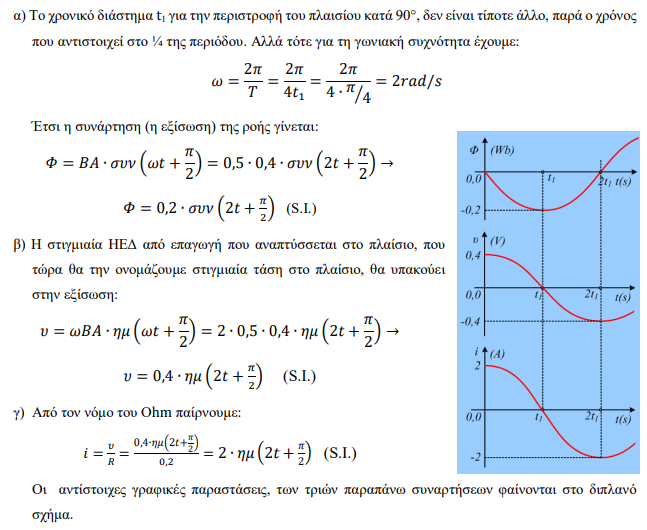 α) Το χρονικό διάστημα t₁ για την περιστροφή του πλαισίου κατά 90°, δεν είναι τίποτε άλλο, παρά ο χρόνος
που αντιστοιχεί στο ¼ της περιόδου. Αλλά τότε για τη γωνιακή συχνότητα έχουμε:
ω = 2π/T = 2π/4t₁ = 2π/(4·π/4) = 2rad/s
Έτσι η συνάρτηση (η εξίσωση) της ροής γίνεται:
Φ = BA · συν(ωt + π/2) = 0,5 · 0,4 · συν(2t + π/2) →
Φ = 0,2 · συν(2t + π/2) (S.I.)
β) Η στιγμιαία ΗΕΔ από επαγωγή που αναπτύσσεται στο πλαίσιο, που
τώρα θα την ονομάζουμε στιγμιαία τάση στο πλαίσιο, θα υπακούει
στην εξίσωση:
υ = ωBA · ημ(ωt + π/2) = 2 · 0,5 · 0,4 · ημ(2t + π/2) →
υ = 0,4 · ημ(2t + π/2) (S.I.)
γ) Από τον νόμο του Ohm παίρνουμε:
i = υ/R = 0,4·ημ(2t+π/2)/0,2 = 2 · ημ(2t + π/2) (S.I.)
Οι αντίστοιχες γραφικές παραστάσεις, των τριών παραπάνω συναρτήσεων φαίνονται στο διπλανό
σχήμα.
Φ (Wb)
0,0 t₁ 2t₁ t(s)
-0,2
υ (V)
0,4
0,0 t₁ 2t₁ t(s)
-0,4
i (A)
2
0,0 t₁ 2t₁ t(s)
-2